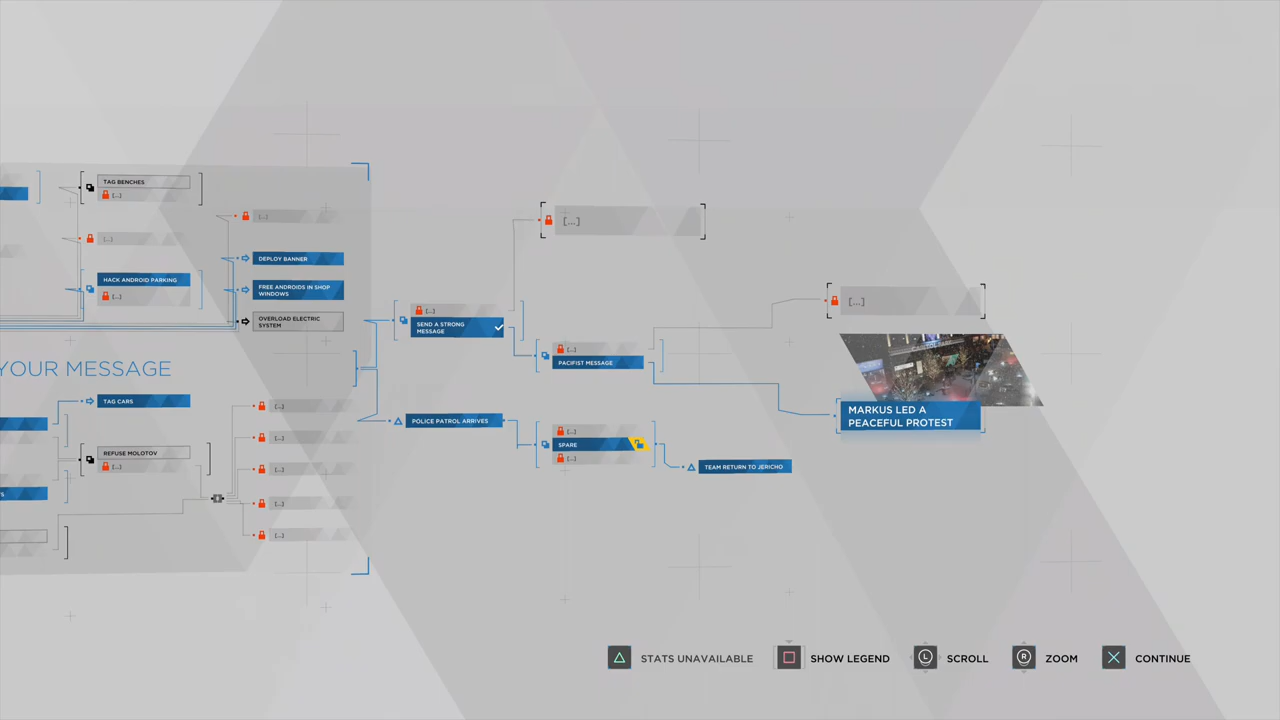 TAG BENCHES
[...]
[...]
[...]
HACK ANDROID PARKING
[...]
DEPLOY BANNER
FREE ANDROIDS IN SHOP
WINDOWS
OVERLOAD ELECTRIC
SYSTEM
YOUR MESSAGE
TAG CARS
REFUSE MOLOTOV
[...]
[...]
[...]
[...]
[...]
[...]
[...]
[...]
SEND A STRONG
MESSAGE
[...]
PACIFIST MESSAGE
POLICE PATROL ARRIVES
[...]
SPARE
[...]
TEAM RETURN TO JERICHO
[...]
MARKUS LED A
PEACEFUL PROTEST
STATS UNAVAILABLE
SHOW LEGEND
L
SCROLL
R
ZOOM
CONTINUE